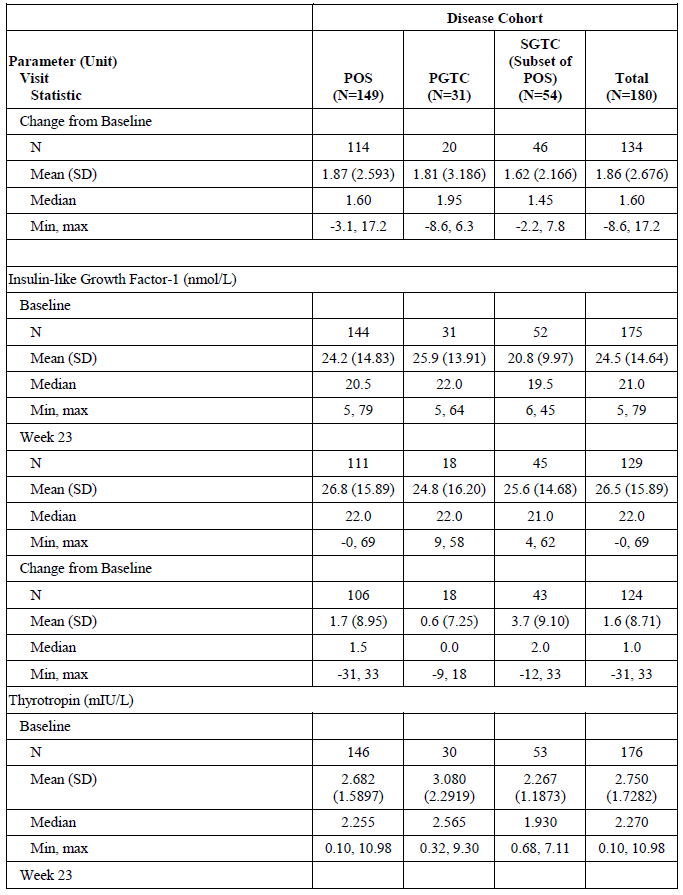 Disease Cohort
Parameter (Unit)
Visit
Statistic
POS
(N=149)
PGTC
(N=31)
SGTC
(Subset of
POS)
(N=54)
Total
(N=180)
Change from Baseline
N 114 20 46 134
Mean (SD) 1.87 (2.593) 1.81 (3.186) 1.62 (2.166) 1.86 (2.676)
Median 1.60 1.95 1.45 1.60
Min, max -3.1, 17.2 -8.6, 6.3 -2.2, 7.8 -8.6, 17.2
Insulin-like Growth Factor-1 (nmol/L)
Baseline
N 144 31 52 175
Mean (SD) 24.2 (14.83) 25.9 (13.91) 20.8 (9.97) 24.5 (14.64)
Median 20.5 22.0 19.5 21.0
Min, max 5, 79 5, 64 6, 45 5, 79
Week 23
N 111 18 45 129
Mean (SD) 26.8 (15.89) 24.8 (16.20) 25.6 (14.68) 26.5 (15.89)
Median 22.0 22.0 21.0 22.0
Min, max -0, 69 9, 58 4, 62 -0, 69
Change from Baseline
N 106 18 43 124
Mean (SD) 1.7 (8.95) 0.6 (7.25) 3.7 (9.10) 1.6 (8.71)
Median 1.5 0.0 2.0 1.0
Min, max -31, 33 -9, 18 -12, 33 -31, 33
Thyrotropin (mIU/L)
Baseline
N 146 30 53 176
Mean (SD) 2.682 3.080 2.267 2.750
(1.5897) (2.2919) (1.1873) (1.7282)
Median 2.255 2.565 1.930 2.270
Min, max 0.10, 10.98 0.32, 9.30 0.68, 7.11 0.10, 10.98
Week 23